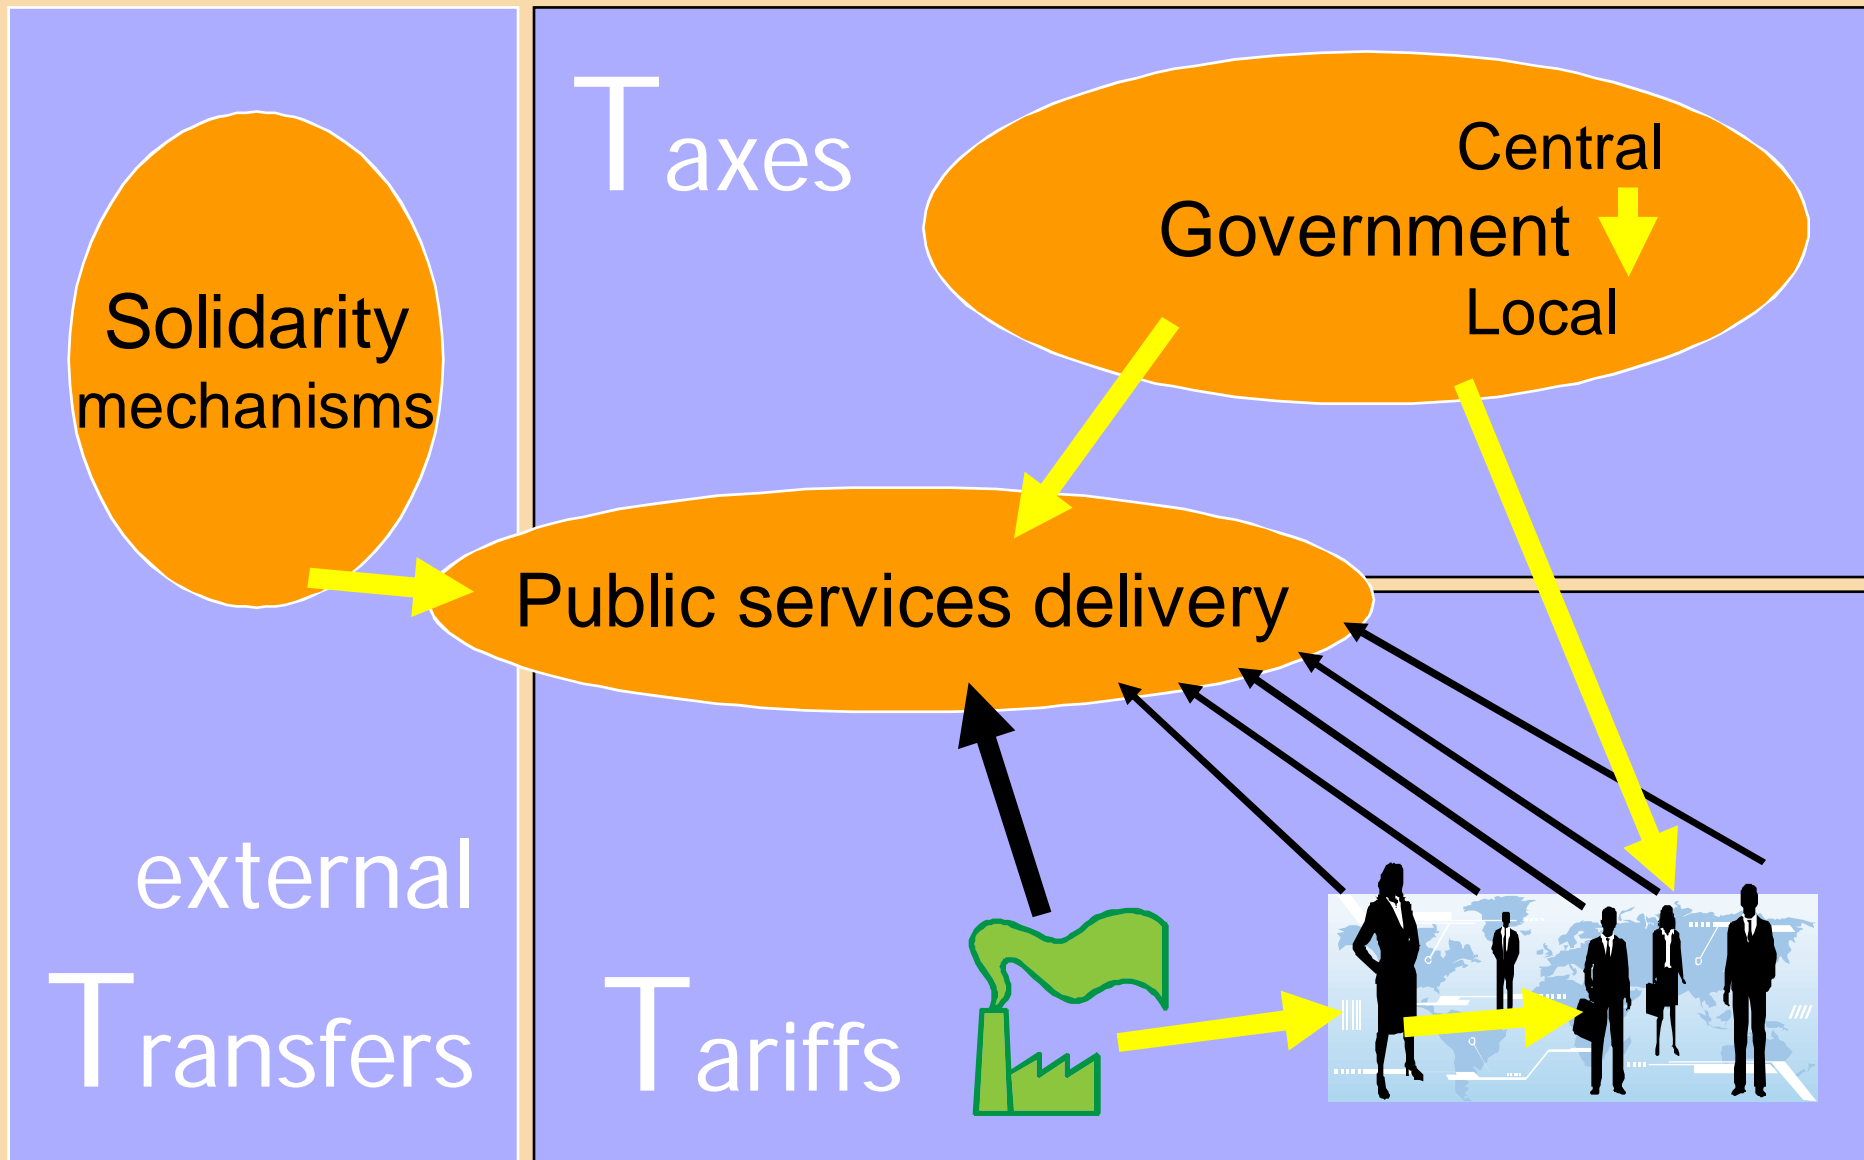 Taxes
Central
Government
Local
Solidarity
mechanisms
Public services delivery
external
Transfers
Tariffs